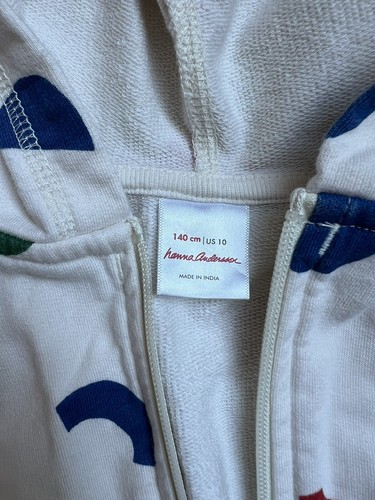 140 cm | US 10
hanna andersson
MADE IN INDIA